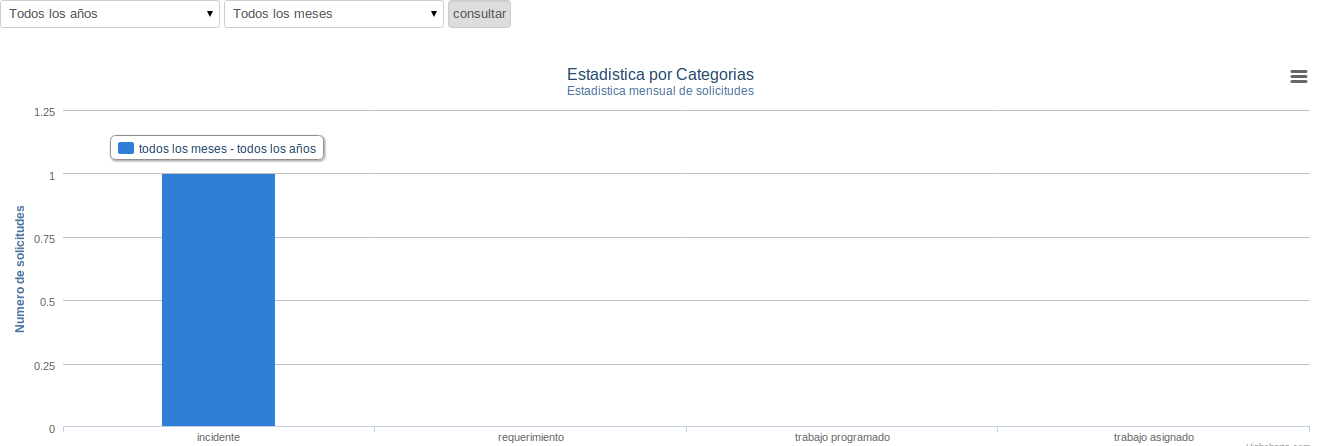 Todos los años Todos los meses consultar
Estadistica por Categorias
Estadistica mensual de solicitudes
1.25
todos los meses - todos los años
1
Numero de solicitudes
0.75
0.5
0.25
0
incidente requerimiento trabajo programado trabajo asignado